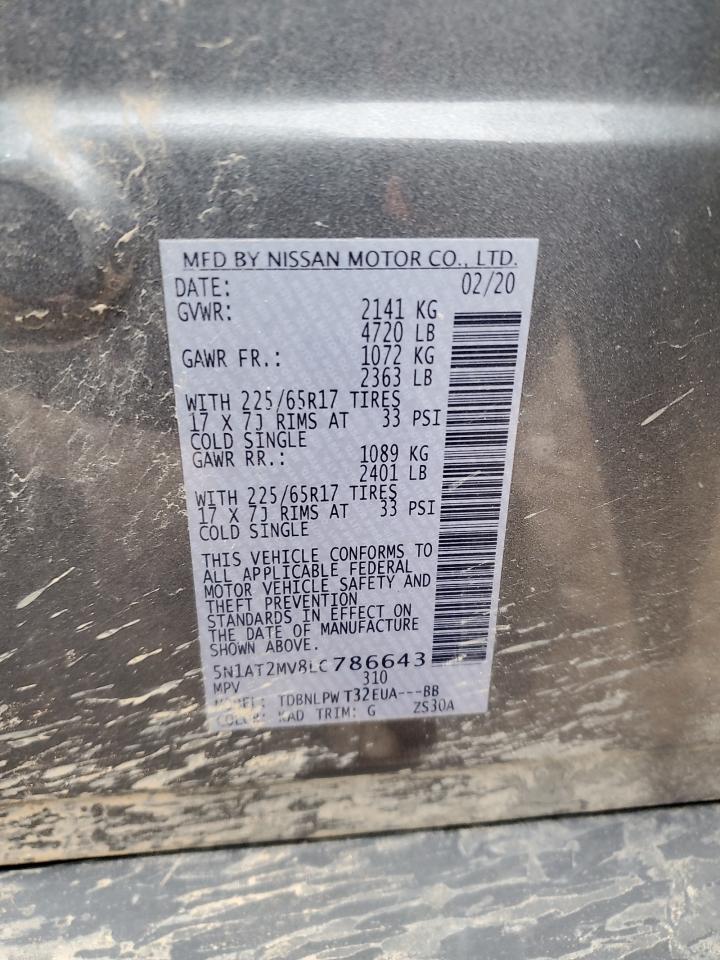 MFD BY NISSAN MOTOR CO., LTD.
DATE: 02/20
GVWR: 2141 KG
4720 LB
GAWR FR.: 1072 KG
2363 LB
WITH 225/65R17 TIRES
17 X 7J RIMS AT 33 PSI
COLD SINGLE
GAWR RR.: 1089 KG
2401 LB
WITH 225/65R17 TIRES
17 X 7J RIMS AT 33 PSI
COLD SINGLE
THIS VEHICLE CONFORMS TO
ALL APPLICABLE FEDERAL
MOTOR VEHICLE SAFETY AND
THEFT PREVENTION
STANDARDS IN EFFECT ON
THE DATE OF MANUFACTURE
SHOWN ABOVE.
5N1AT2MV8LC786643
MPV 310
MODEL: TDBNLPW T32EUA---BB
COLOR: KAD TRIM: G ZS30A